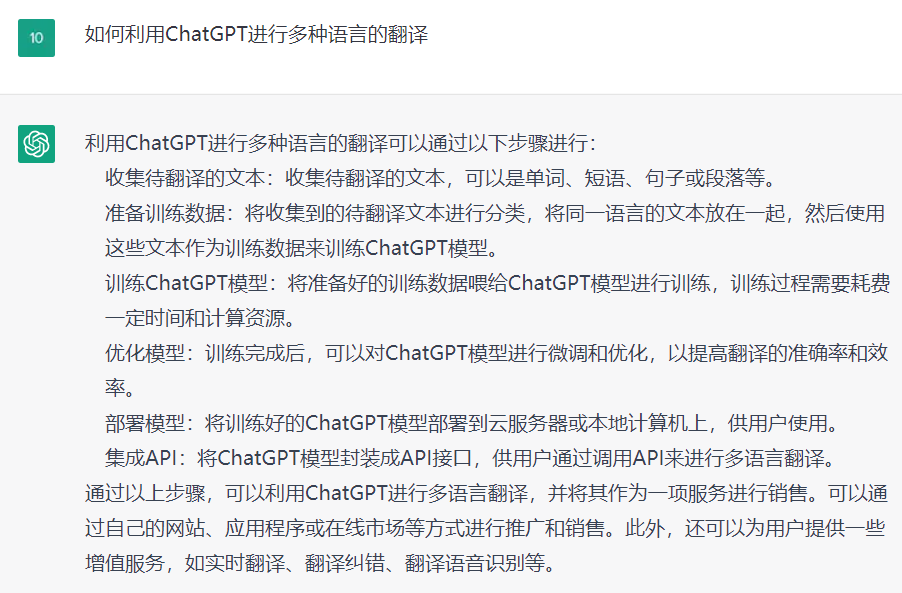 10
如何利用ChatGPT进行多种语言的翻译
利用ChatGPT进行多种语言的翻译可以通过以下步骤进行：
收集待翻译的文本：收集待翻译的文本，可以是单词、短语、句子或段落等。
准备训练数据：将收集到的待翻译文本进行分类，将同一语言的文本放在一起，然后使用
这些文本作为训练数据来训练ChatGPT模型。
训练ChatGPT模型：将准备好的训练数据喂给ChatGPT模型进行训练，训练过程需要耗费
一定时间和计算资源。
优化模型：训练完成后，可以对ChatGPT模型进行微调和优化，以提高翻译的准确率和效
率。
部署模型：将训练好的ChatGPT模型部署到云服务器或本地计算机上，供用户使用。
集成API：将ChatGPT模型封装成API接口，供用户通过调用API来进行多语言翻译。
通过以上步骤，可以利用ChatGPT进行多语言翻译，并将其作为一项服务进行销售。可以通
过自己的网站、应用程序或在线市场等方式进行推广和销售。此外，还可以为用户提供一些
增值服务，如实时翻译、翻译纠错、翻译语音识别等。